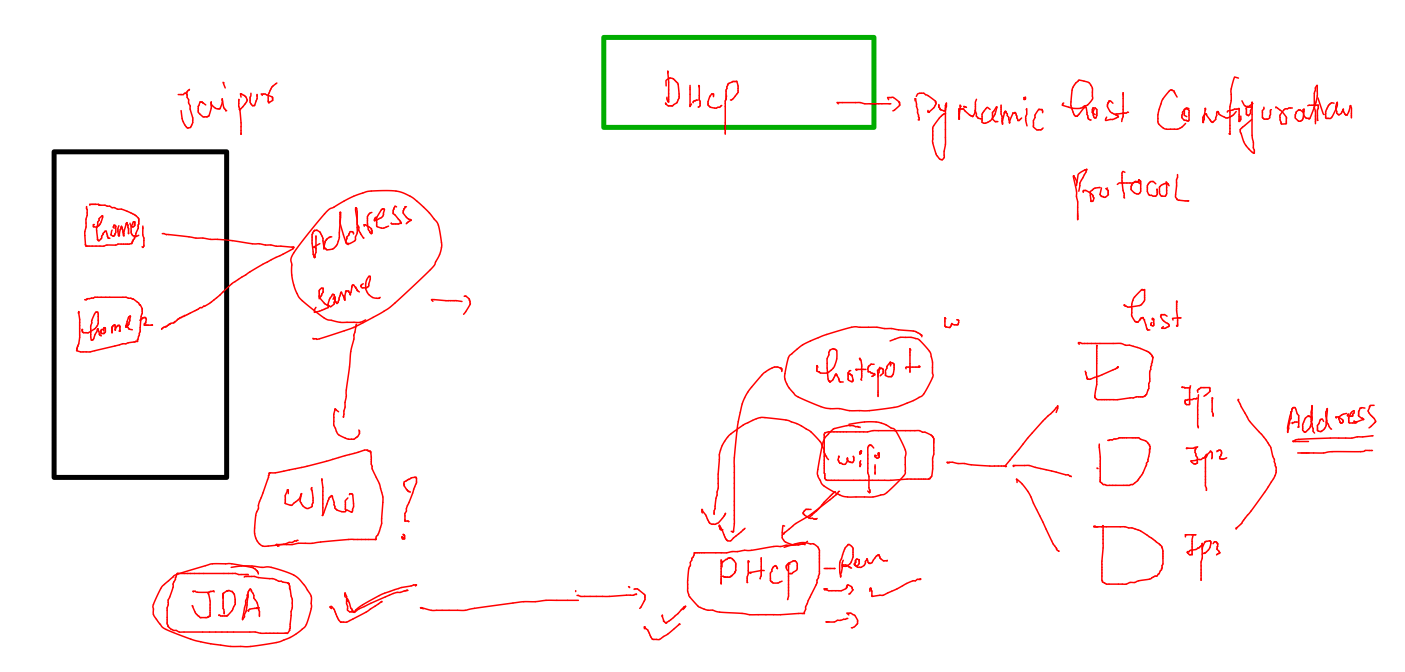 Jaipur
DHCP
Dynamic host Configuration
Protocol
home1
home2
Address
same
who ?
JDA
hotspot
w
wifi
DHCP
host
Ip1
Ip2
Ip3
Address